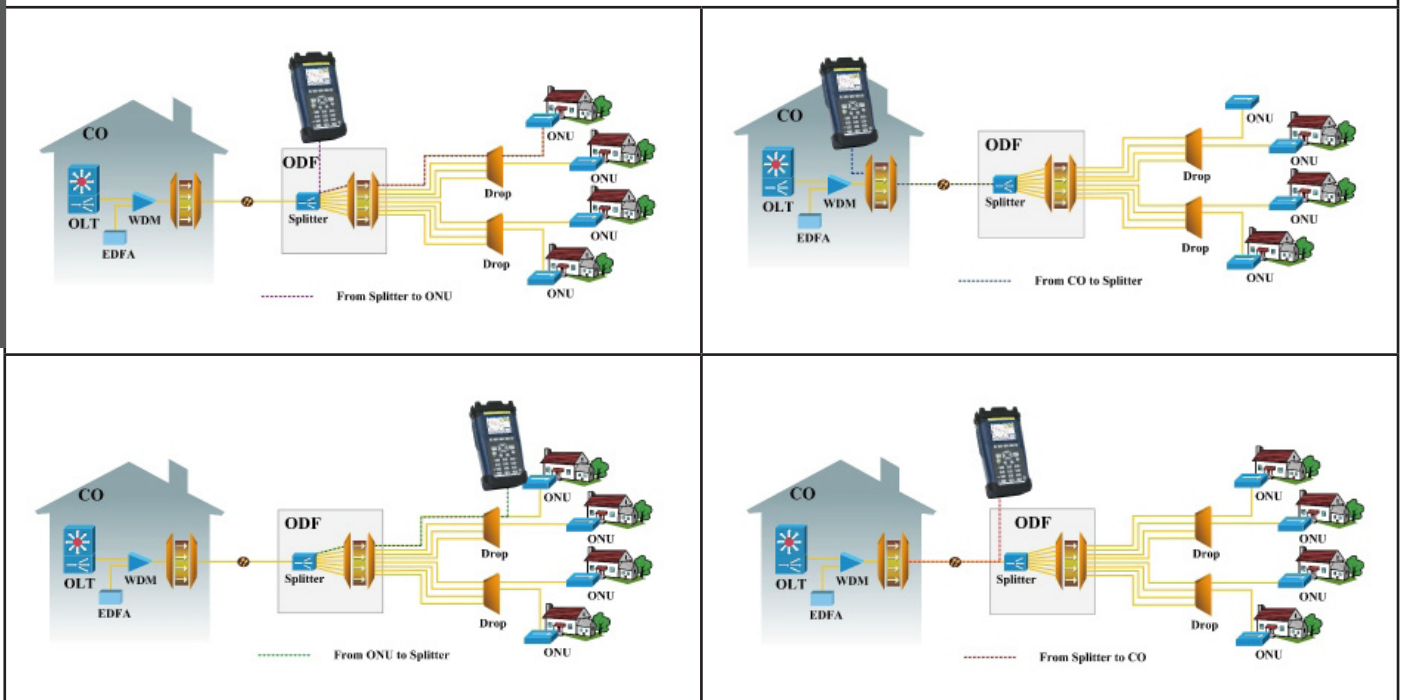 CO
ODF
ONU
OLT
WDM
EDFA
Splitter
Drop
ONU
ONU
Drop
ONU
From Splitter to ONU
CO
ODF
ONU
OLT
WDM
EDFA
Splitter
Drop
ONU
ONU
Drop
ONU
From CO to Splitter
CO
ODF
ONU
OLT
WDM
EDFA
Splitter
Drop
ONU
ONU
Drop
ONU
From ONU to Splitter
CO
ODF
ONU
OLT
WDM
EDFA
Splitter
Drop
ONU
ONU
Drop
ONU
From Splitter to CO